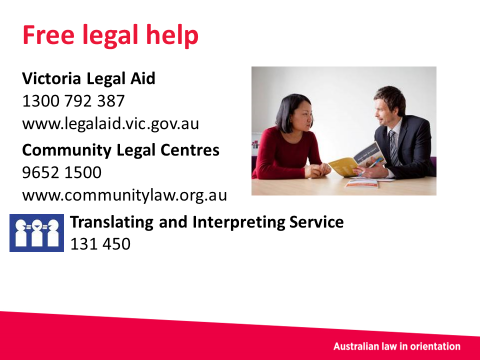 Free legal help
Victoria Legal Aid
1300 792 387
www.legalaid.vic.gov.au
Community Legal Centres
9652 1500
www.communitylaw.org.au
Translating and Interpreting Service
131 450
Australian law in orientation